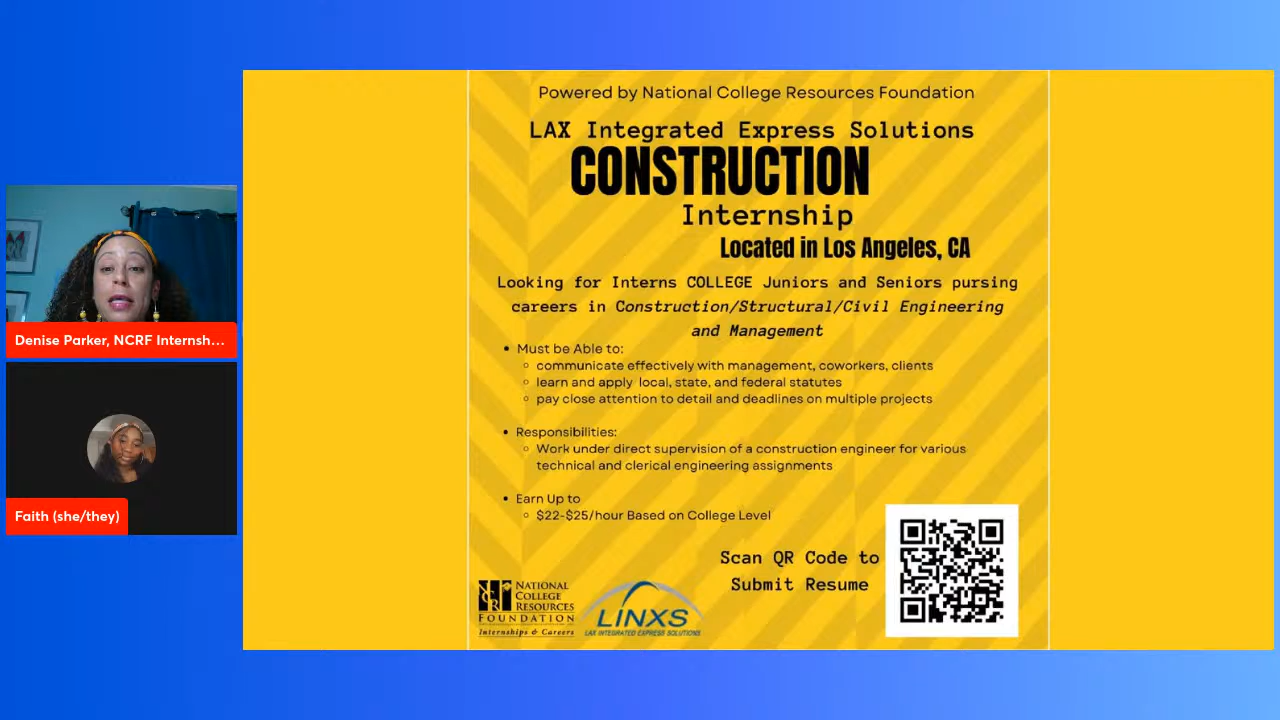 Powered by National College Resources Foundation
LAX Integrated Express Solutions
CONSTRUCTION
Internship
Located in Los Angeles, CA
Looking for Interns COLLEGE Juniors and Seniors pursing
careers in Construction/Structural/Civil Engineering
and Management
• Must be Able to:
◦ communicate effectively with management, coworkers, clients
◦ learn and apply local, state, and federal statutes
◦ pay close attention to detail and deadlines on multiple projects
• Responsibilities:
◦ Work under direct supervision of a construction engineer for various
technical and clerical engineering assignments
• Earn Up to
◦ $22-$25/hour Based on College Level
Scan QR Code to
Submit Resume
NCRF
NATIONAL
COLLEGE
RESOURCES
FOUNDATION
Internships & Careers
LINXS
LAX INTEGRATED EXPRESS SOLUTIONS
Denise Parker, NCRF Internsh...
Faith (she/they)